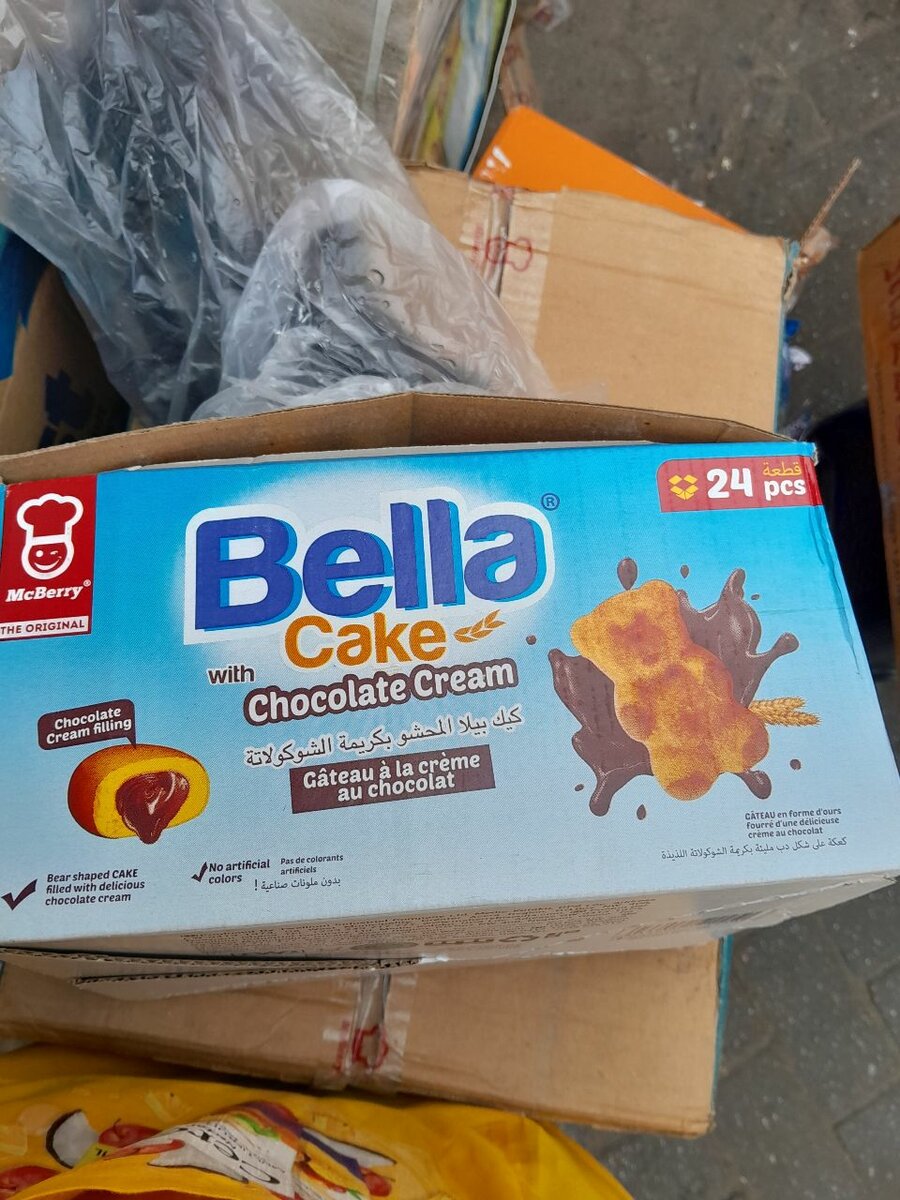 McBerry®
THE ORIGINAL
24 قطعة
pcs
Bella®
Cake
with
Chocolate Cream
كيك بيلا المحشو بكريمة الشوكولاتة
Gâteau à la crème
au chocolat
Chocolate
Cream filling
Bear shaped CAKE
filled with delicious
chocolate cream
No artificial
colors
Pas de colorants
artificiels
بدون ملونات صناعية !
GÂTEAU en forme d'ours
fourré d'une délicieuse
crème au chocolat
كعكة على شكل دب مليئة بكريمة الشوكولاتة اللذيذة